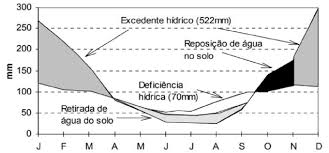 300
250
200
150
100
50
0
mm
Excedente hídrico (522mm)
Reposição de água
no solo
Deficiência
hídrica (70mm)
Retirada de
água do solo
J F M A M J J A S O N D